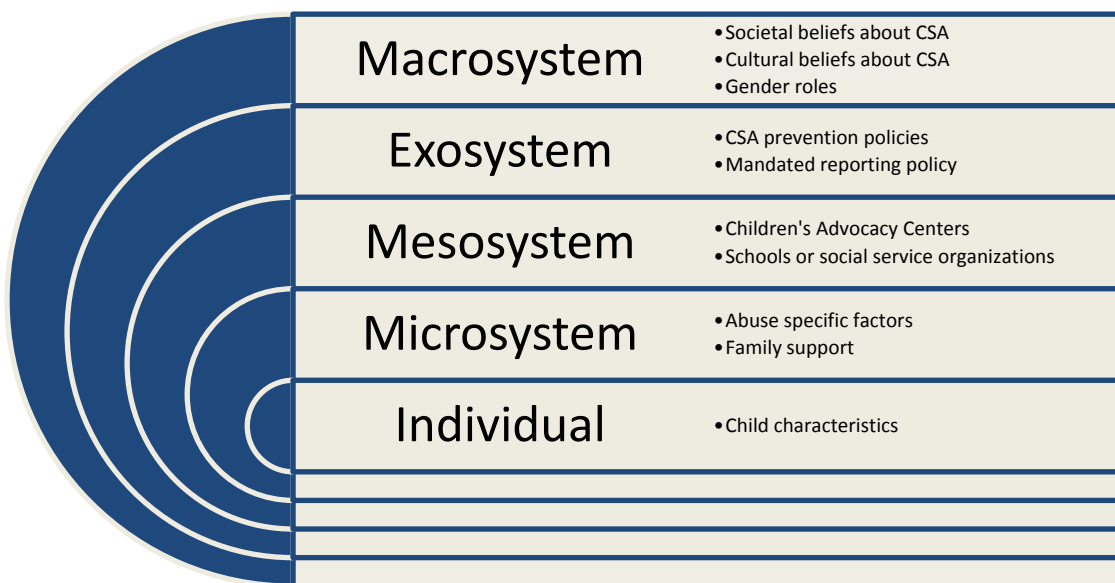 Macrosystem
•Societal beliefs about CSA
•Cultural beliefs about CSA
•Gender roles
Exosystem
•CSA prevention policies
•Mandated reporting policy
Mesosystem
•Children's Advocacy Centers
•Schools or social service organizations
Microsystem
•Abuse specific factors
•Family support
Individual
•Child characteristics